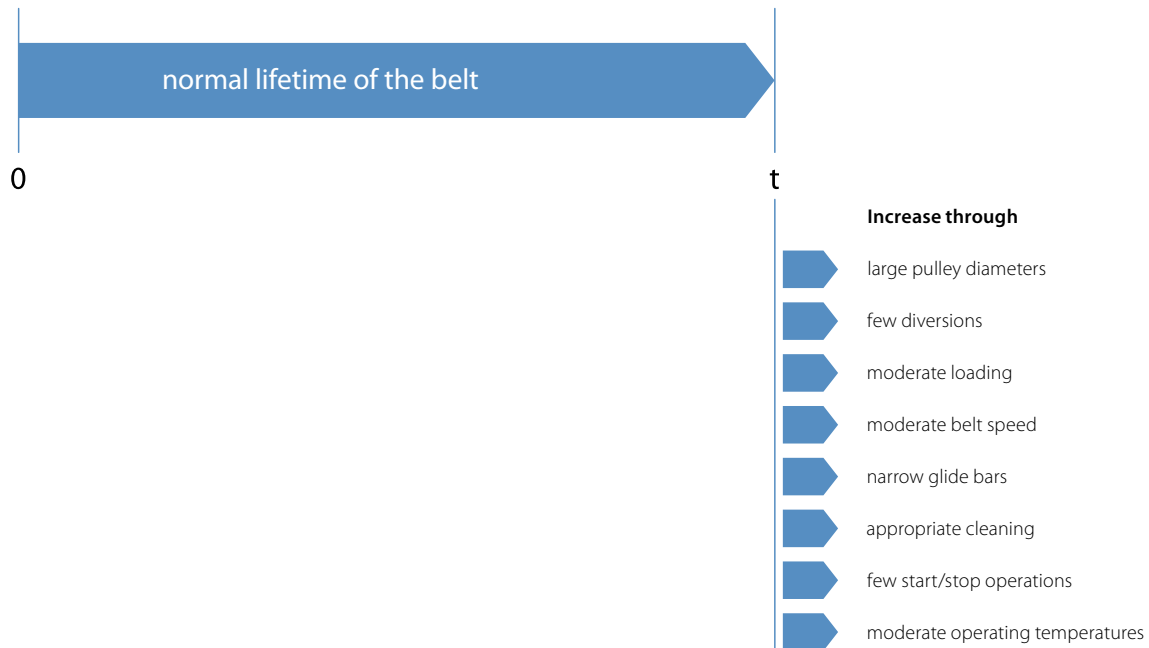 normal lifetime of the belt
0
t
Increase through
large pulley diameters
few diversions
moderate loading
moderate belt speed
narrow glide bars
appropriate cleaning
few start/stop operations
moderate operating temperatures